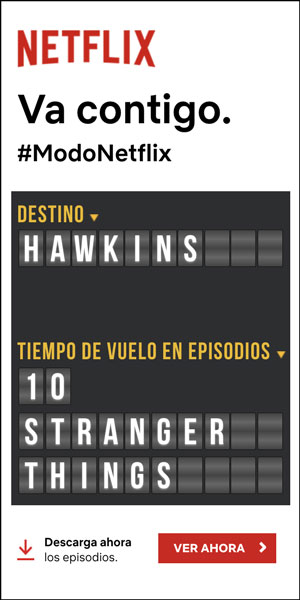 NETFLIX
Va contigo.
#ModoNetflix
DESTINO
HAWKINS
TIEMPO DE VUELO EN EPISODIOS
10
STRANGER
THINGS
Descarga ahora
los episodios.
VER AHORA